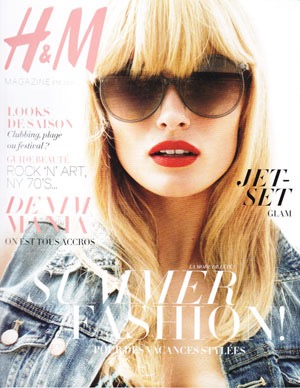 H&M
MAGAZINE
LOOKS
DE SAISON
Clubbing, plage
ou festival?
GUIDE BEAUTÉ
ROCK 'N' ART,
NY 70'S...
JET-
SET
GLAM
DENIM
MANIA
ON EST TOUS ACCROS
SUMMER
FASHION!
POUR DES VACANCES STYLÉES